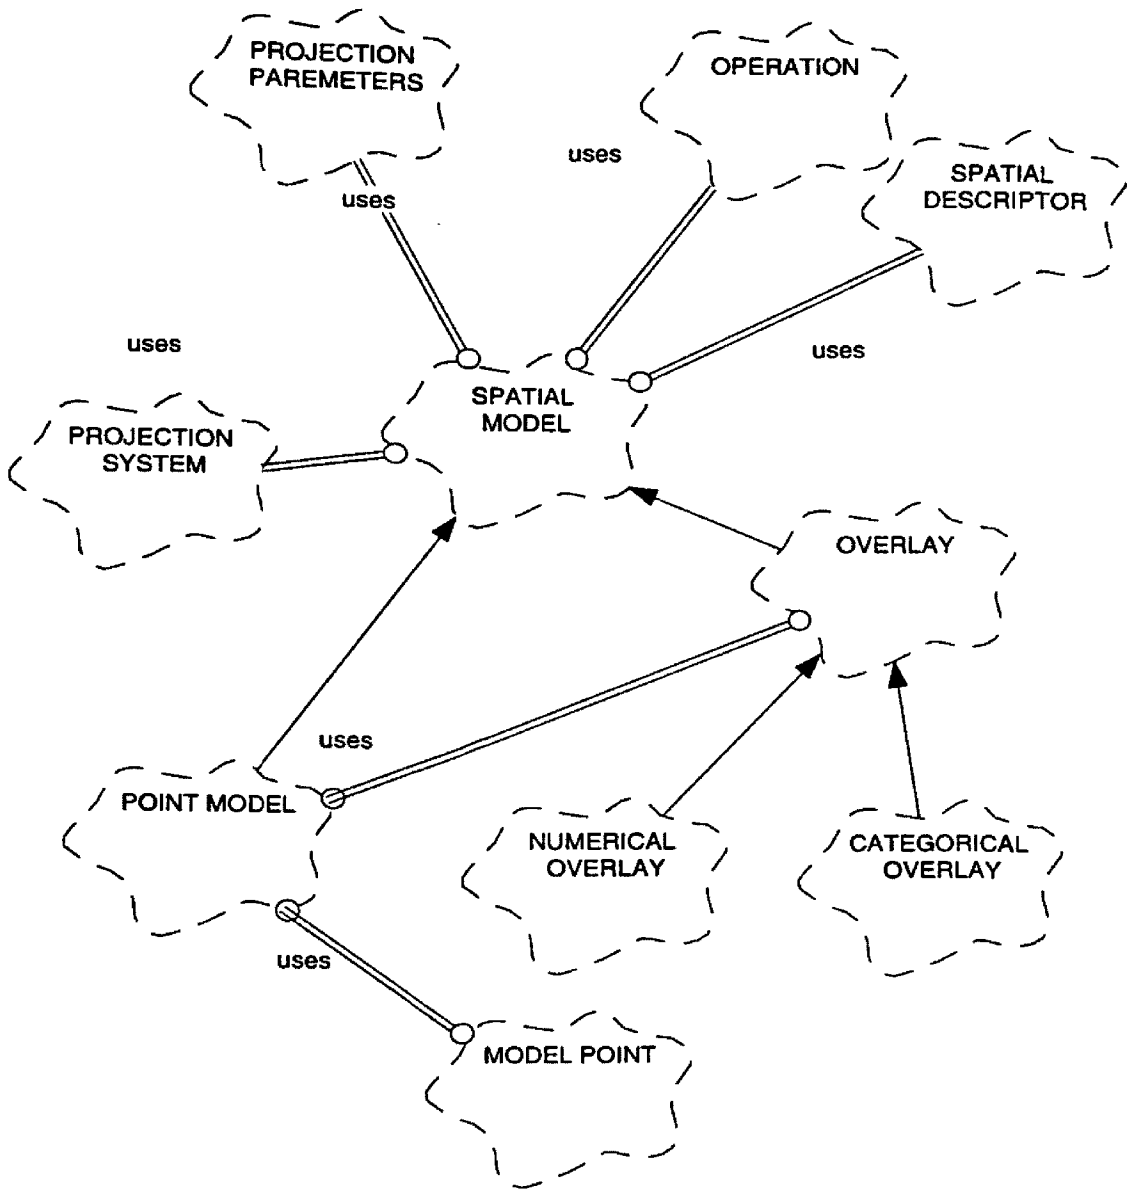 PROJECTION
PAREMETERS
OPERATION
uses
SPATIAL
DESCRIPTOR
uses
uses
uses
SPATIAL
MODEL
PROJECTION
SYSTEM
OVERLAY
uses
POINT MODEL
NUMERICAL
OVERLAY
CATEGORICAL
OVERLAY
uses
MODEL POINT